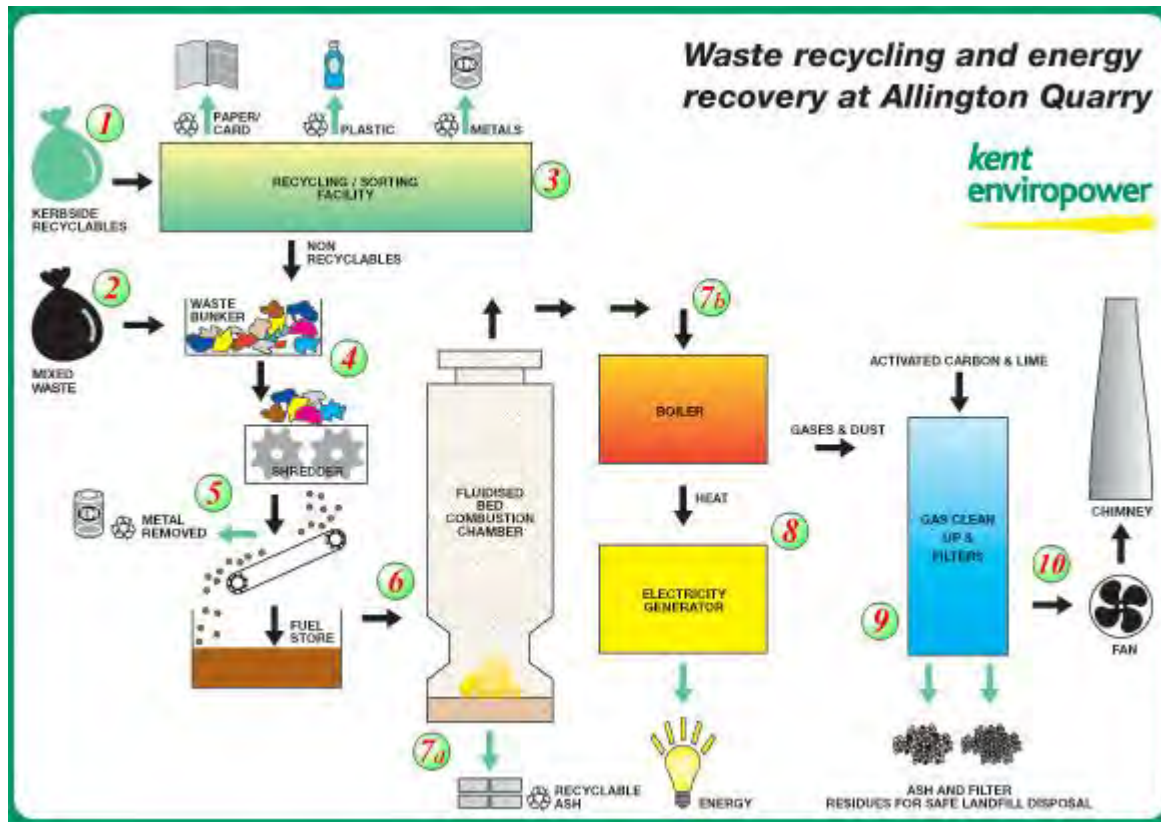 Waste recycling and energy
recovery at Allington Quarry
kent
enviropower
1
PAPER/
CARD
PLASTIC
METALS
KERBSIDE
RECYCLABLES
RECYCLING / SORTING
FACILITY
3
NON
RECYCLABLES
2
MIXED
WASTE
WASTE
BUNKER
4
SHREDDER
5
METAL
REMOVED
FUEL
STORE
6
FLUIDISED
BED
COMBUSTION
CHAMBER
7a
RECYCLABLE
ASH
7b
BOILER
HEAT
8
ELECTRICITY
GENERATOR
ENERGY
GASES & DUST
ACTIVATED CARBON & LIME
GAS CLEAN
UP &
FILTERS
9
ASH AND FILTER
RESIDUES FOR SAFE LANDFILL DISPOSAL
10
FAN
CHIMNEY